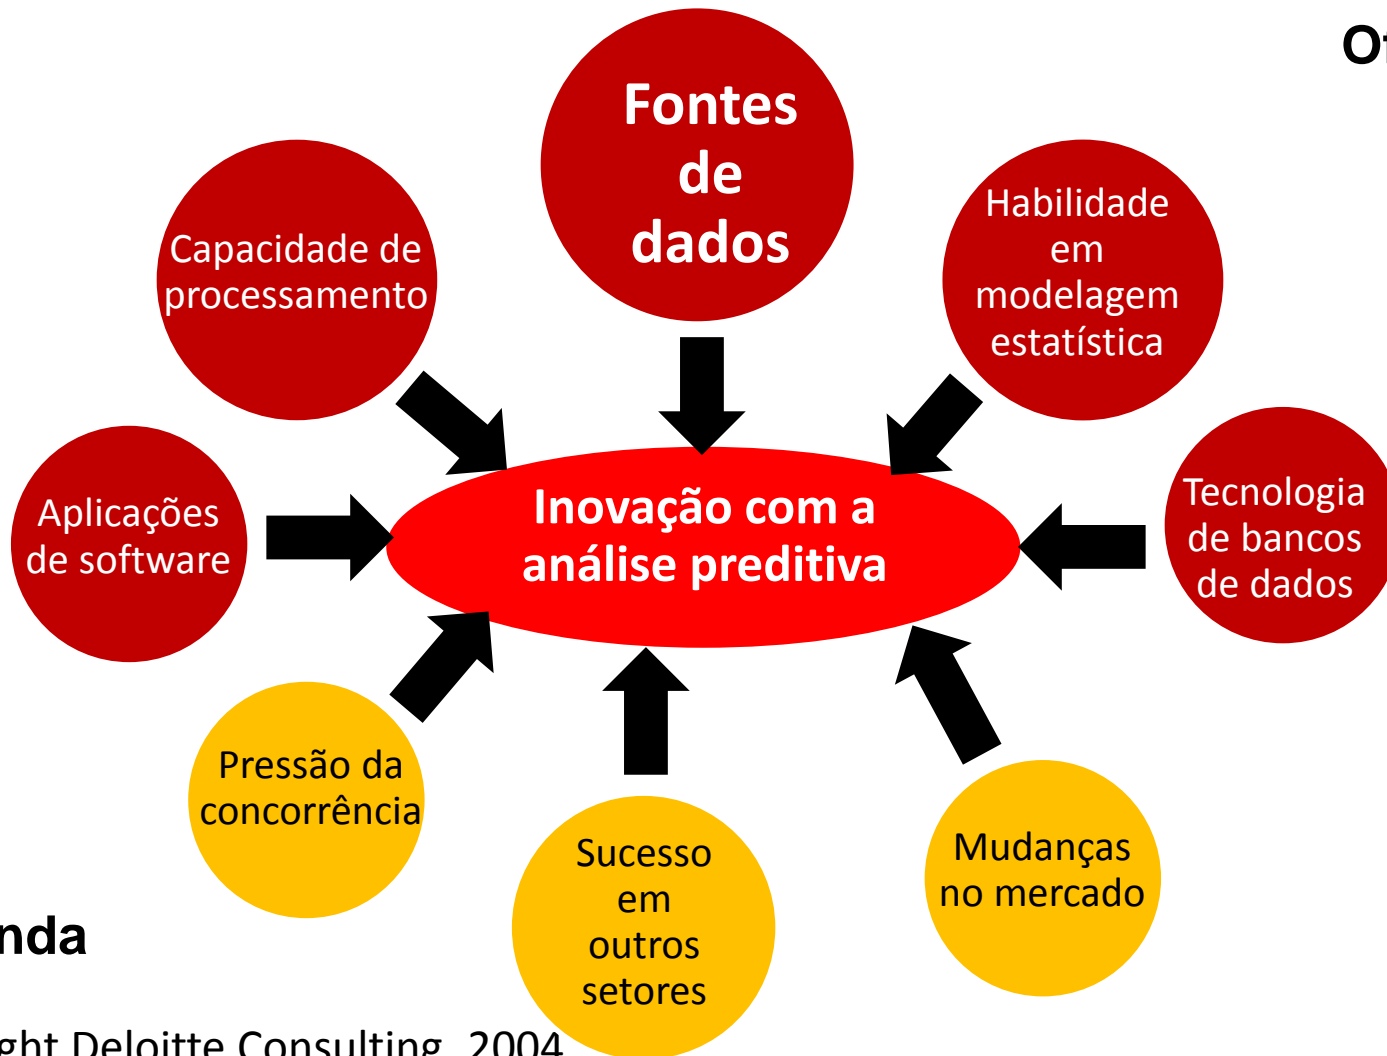 Of
Fontes
de
dados
Habilidade
em
modelagem
estatística
Capacidade de
processamento
Aplicações
de software
Inovação com a
análise preditiva
Tecnologia
de bancos
de dados
Pressão da
concorrência
Sucesso
em
outros
setores
Mudanças
no mercado
nda
ght Deloitte Consulting, 2004